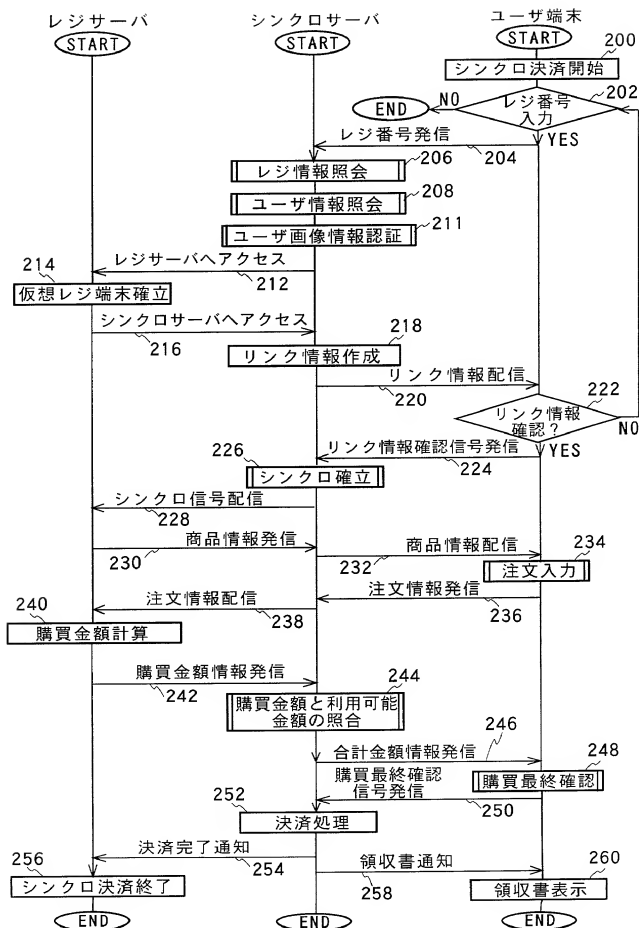 レジサーバ
シンクロサーバ
ユーザ端末
START
START
START
200
シンクロ決済開始
202
レジ番号
入力
NO
END
YES
レジ番号発信
204
レジ情報照会
206
ユーザ情報照会
208
ユーザ画像情報認証
211
レジサーバへアクセス
212
214
仮想レジ端末確立
シンクロサーバへアクセス
216
218
リンク情報作成
リンク情報配信
220
222
リンク情報
確認?
NO
YES
リンク情報確認信号発信
224
226
シンクロ確立
シンクロ信号配信
228
商品情報発信
230
商品情報配信
232
234
注文入力
注文情報発信
236
注文情報配信
238
240
購買金額計算
購買金額情報発信
242
244
購買金額と利用可能
金額の照合
246
合計金額情報発信
248
購買最終確認
購買最終確認
信号発信
250
252
決済処理
決済完了通知
254
256
シンクロ決済終了
領収書通知
258
260
領収書表示
END
END
END